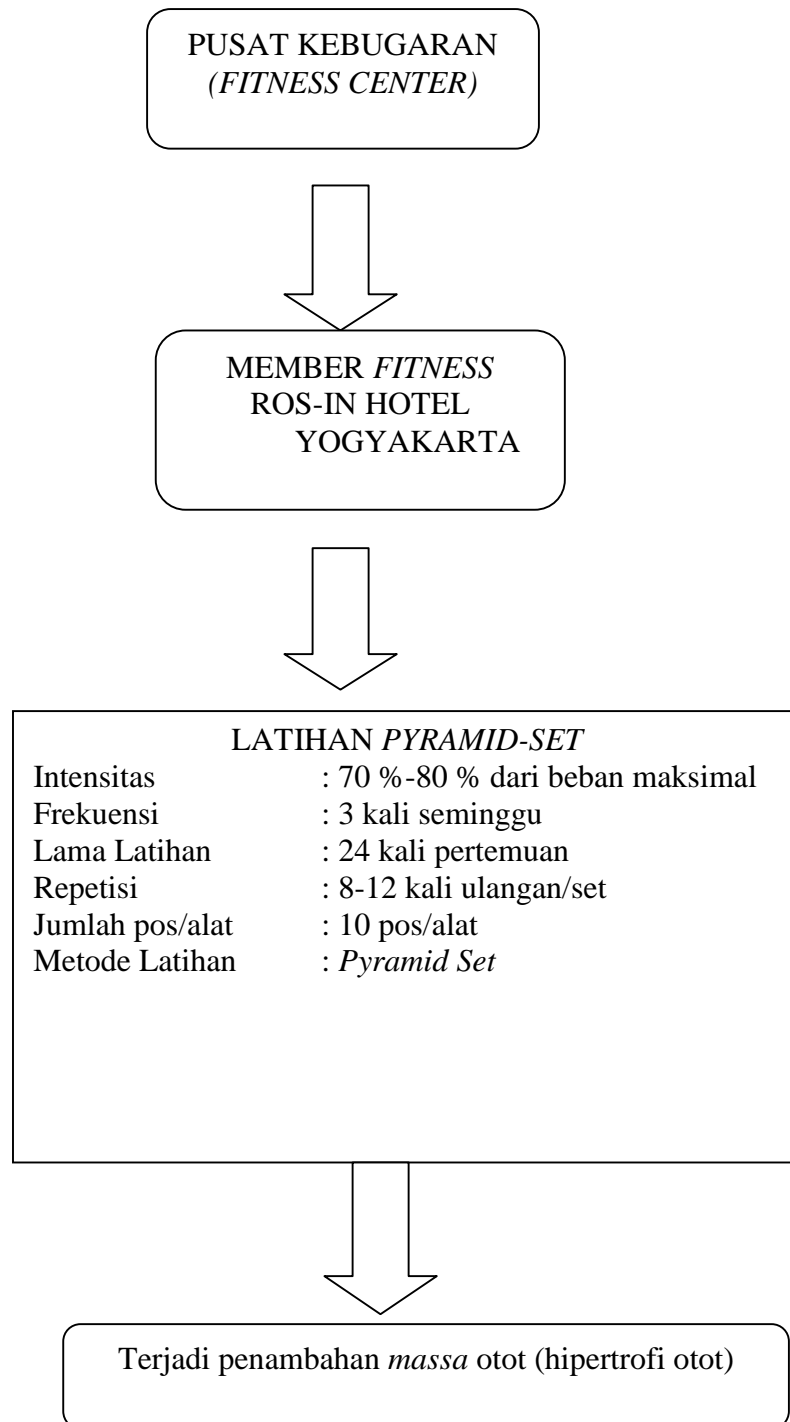 PUSAT KEBUGARAN
(FITNESS CENTER)
MEMBER FITNESS
ROS-IN HOTEL
YOGYAKARTA
LATIHAN PYRAMID-SET
Intensitas : 70 %-80 % dari beban maksimal
Frekuensi : 3 kali seminggu
Lama Latihan : 24 kali pertemuan
Repetisi : 8-12 kali ulangan/set
Jumlah pos/alat : 10 pos/alat
Metode Latihan : Pyramid Set
Terjadi penambahan massa otot (hipertrofi otot)